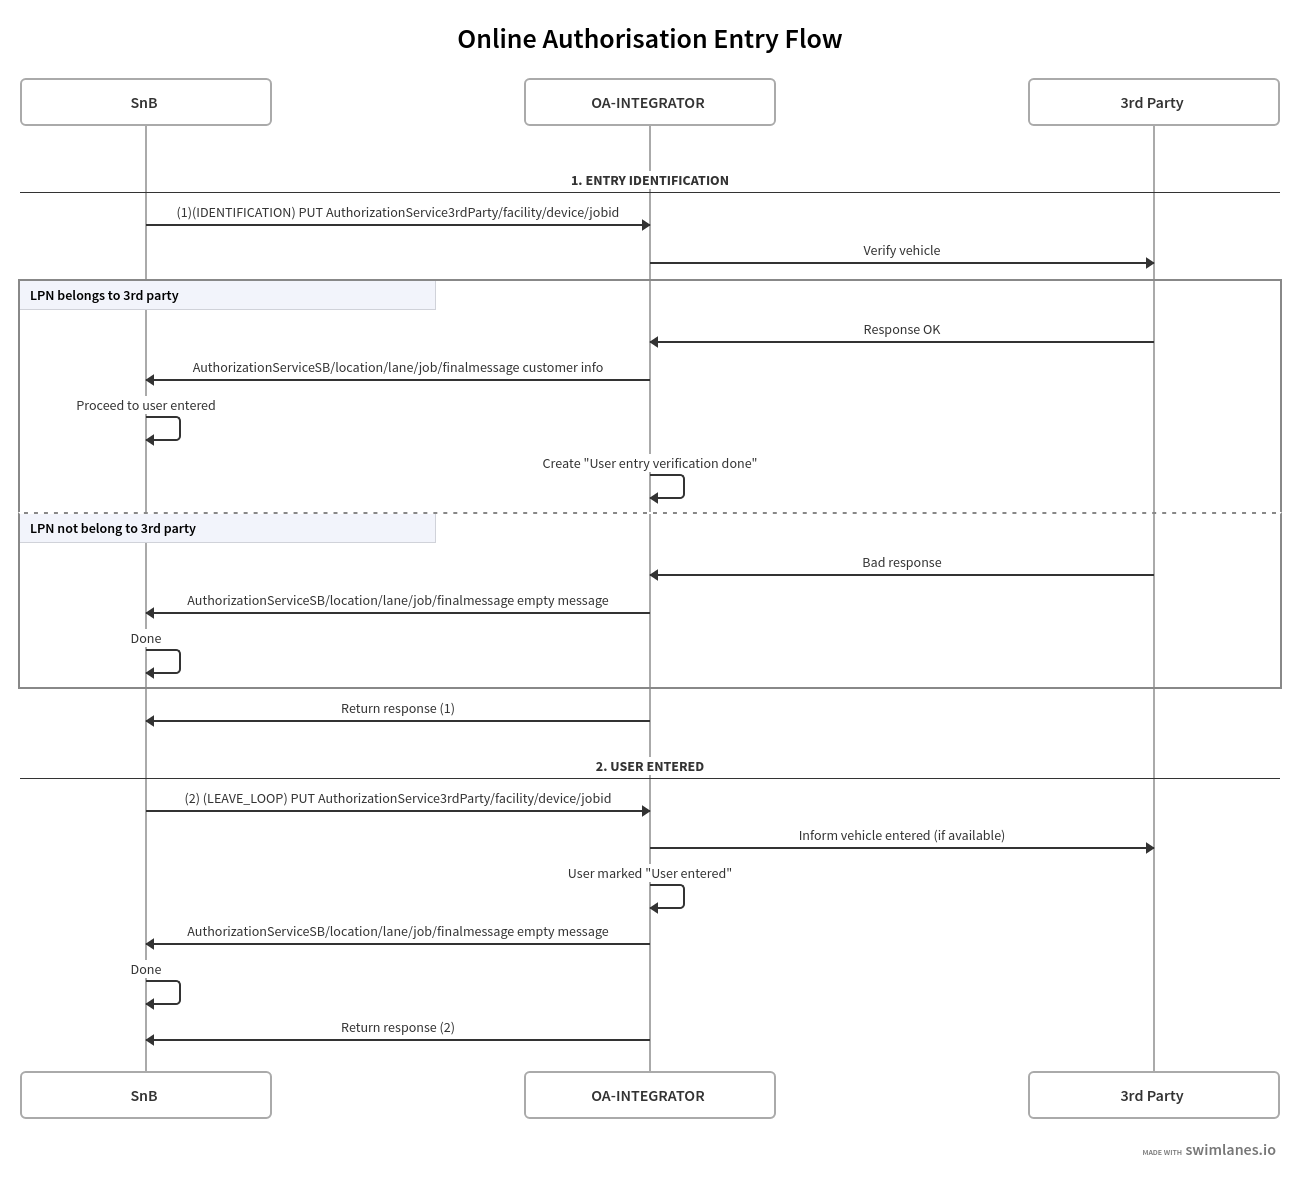 Online Authorisation Entry Flow
SnB
OA-INTEGRATOR
3rd Party
1. ENTRY IDENTIFICATION
(1)(IDENTIFICATION) PUT AuthorizationService3rdParty/facility/device/jobid
Verify vehicle
LPN belongs to 3rd party
Response OK
AuthorizationServiceSB/location/lane/job/finalmessage customer info
Proceed to user entered
Create "User entry verification done"
LPN not belong to 3rd party
Bad response
AuthorizationServiceSB/location/lane/job/finalmessage empty message
Done
Return response (1)
2. USER ENTERED
(2) (LEAVE_LOOP) PUT AuthorizationService3rdParty/facility/device/jobid
Inform vehicle entered (if available)
User marked "User entered"
AuthorizationServiceSB/location/lane/job/finalmessage empty message
Done
Return response (2)
SnB
OA-INTEGRATOR
3rd Party
MADE WITH swimlanes.io